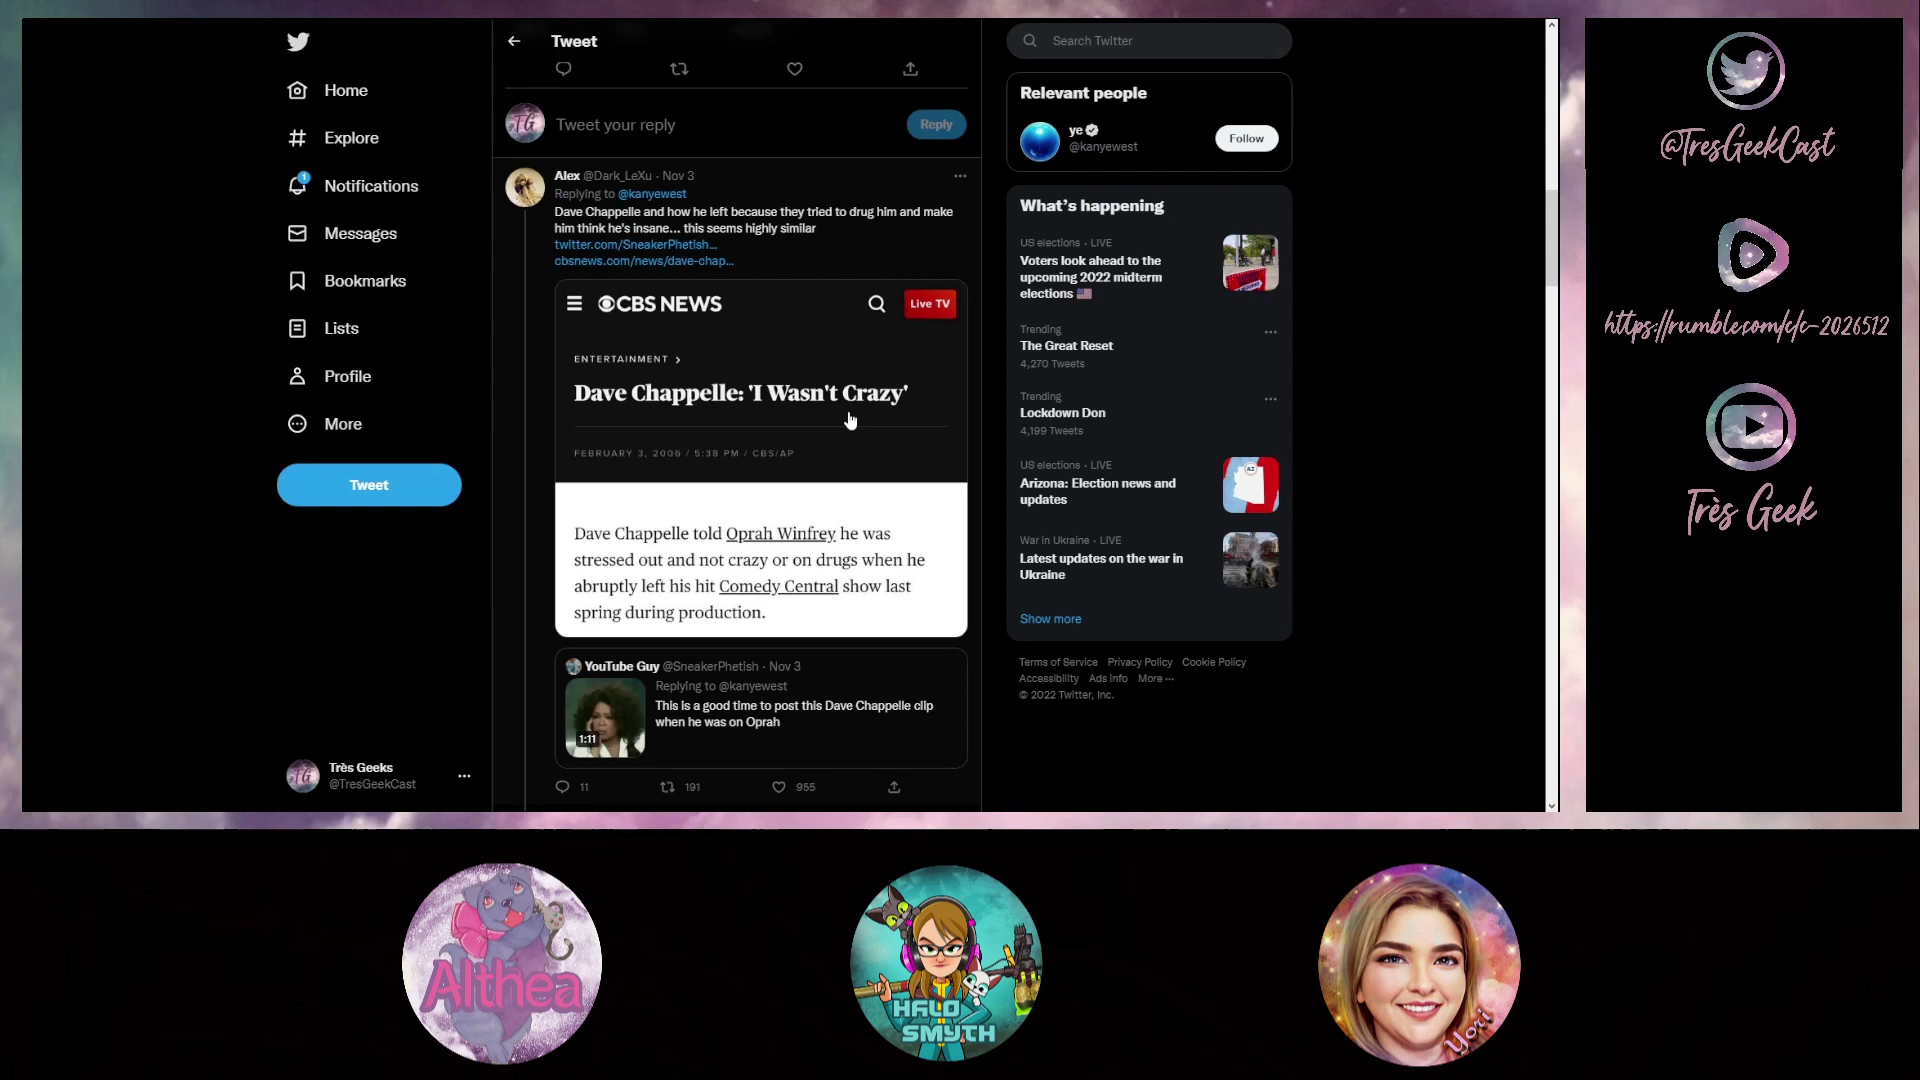 Home
Explore
1
Notifications
Messages
Bookmarks
Lists
Profile
More
Tweet
Très Geeks
@TresGeekCast
Tweet
TG
Tweet your reply
Reply
Alex @Dark_LeXu · Nov 3
Replying to @kanyewest
Dave Chappelle and how he left because they tried to drug him and make
him think he's insane... this seems highly similar
twitter.com/SneakerPhetish...
cbsnews.com/news/dave-chap...
CBS NEWS
Live TV
ENTERTAINMENT >
Dave Chappelle: 'I Wasn't Crazy'
FEBRUARY 3, 2006 / 5:38 PM / CBS/AP
Dave Chappelle told Oprah Winfrey he was
stressed out and not crazy or on drugs when he
abruptly left his hit Comedy Central show last
spring during production.
YouTube Guy @SneakerPhetish · Nov 3
Replying to @kanyewest
This is a good time to post this Dave Chappelle clip
when he was on Oprah
1:11
11
191
955
Search Twitter
Relevant people
ye
@kanyewest
Follow
What's happening
US elections · LIVE
Voters look ahead to the
upcoming 2022 midterm
elections 🇺🇸
Trending
The Great Reset
4,270 Tweets
Trending
Lockdown Don
4,199 Tweets
US elections · LIVE
Arizona: Election news and
updates
AZ
War in Ukraine · LIVE
Latest updates on the war in
Ukraine
Show more
Terms of Service Privacy Policy Cookie Policy
Accessibility Ads info More ···
© 2022 Twitter, Inc.
@TresGeekCast
https://rumble.com/c/c-2026512
Très Geek
Althea
HALO
SMYTH
Yori